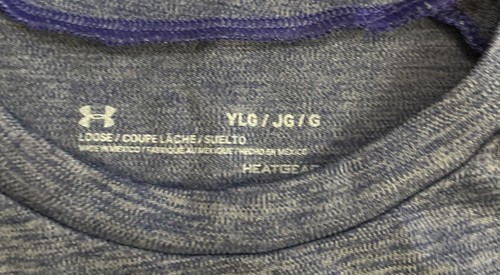 YLG / JG / G
LOOSE / COUPE LÂCHE / SUELTO
MADE IN MEXICO / FABRIQUÉ AU MEXIQUE / HECHO EN MEXICO
HEATGEAR